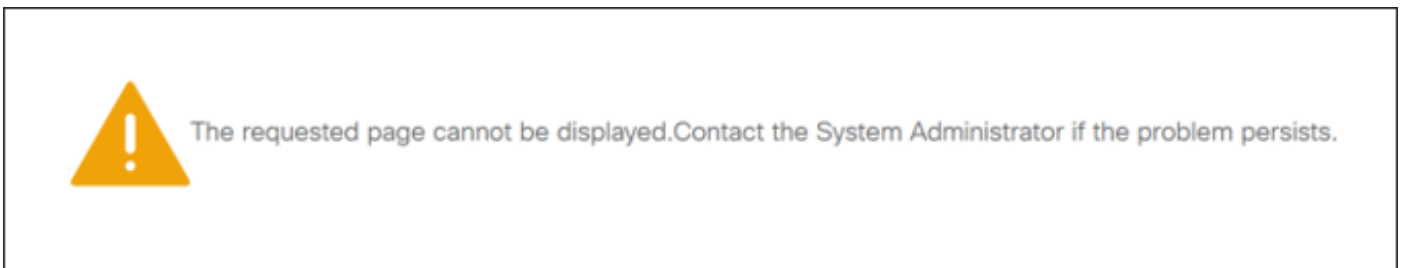 The requested page cannot be displayed.Contact the System Administrator if the problem persists.